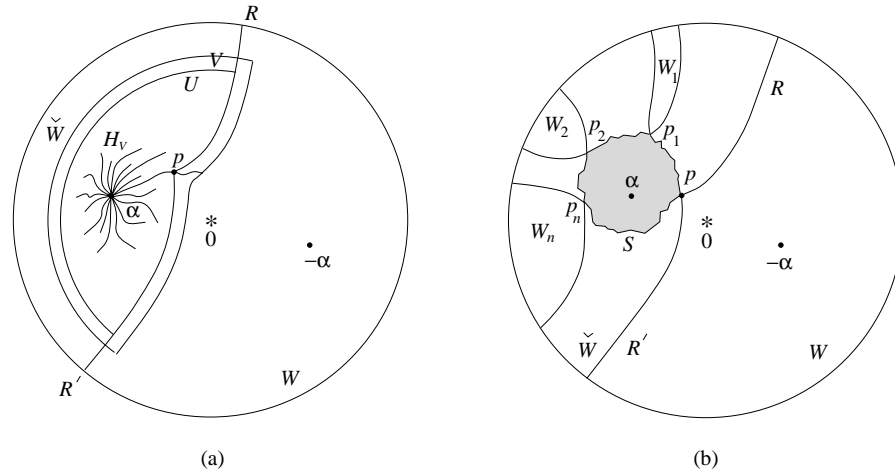 R
V
U
W̌
H_V
p
α
*
0
−α
R′
W
(a)
W_1
R
W_2
p_2
p_1
α
p
p_n
*
0
W_n
S
−α
W̌
R′
W
(b)